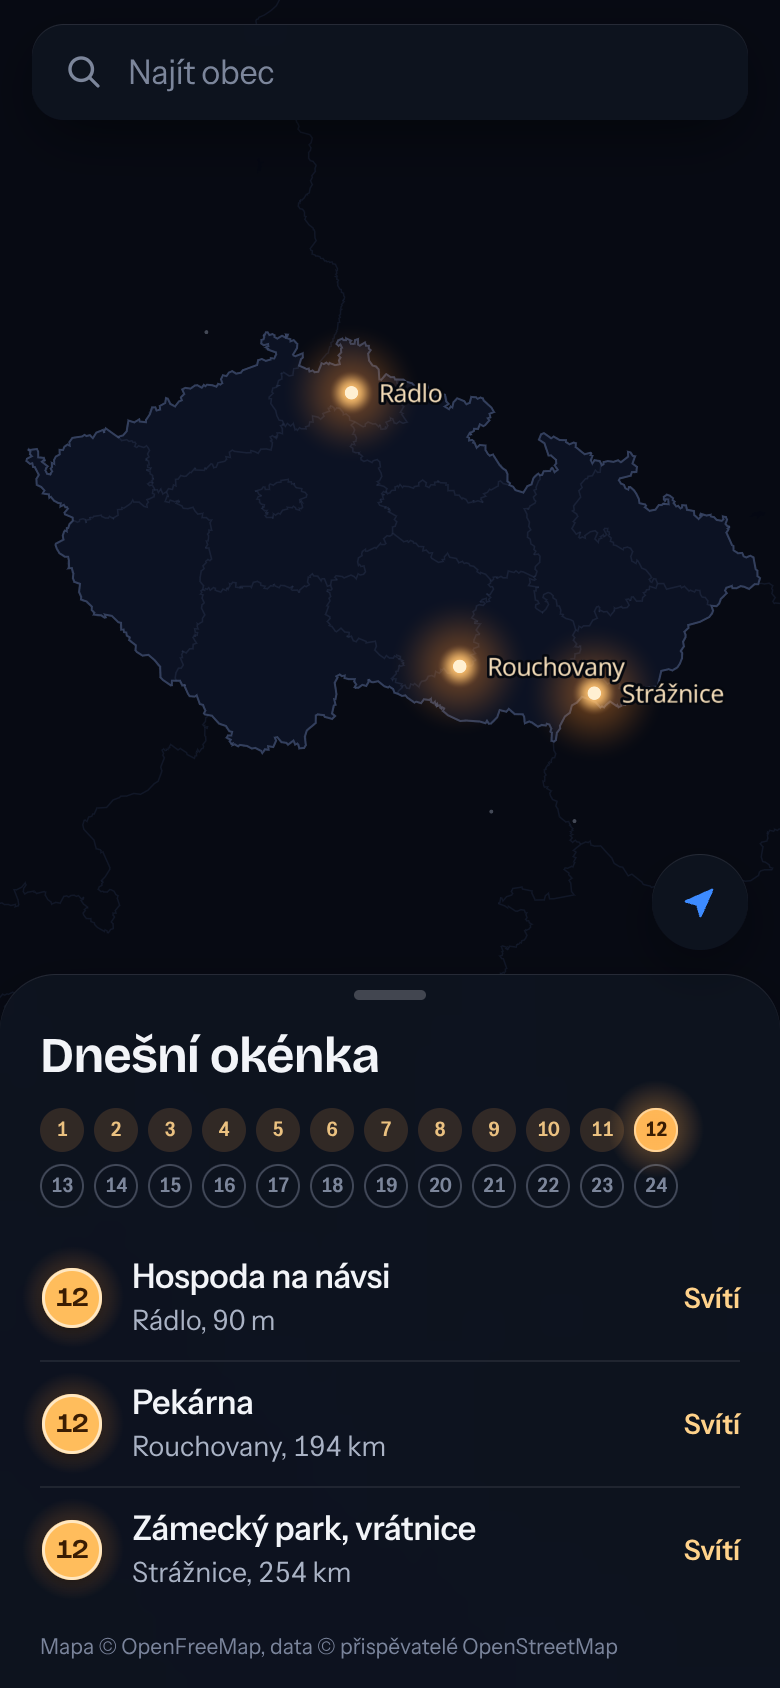 Najít obec
Rádlo
Rouchovany
Strážnice
Dnešní okénka
1 2 3 4 5 6 7 8 9 10 11 12
13 14 15 16 17 18 19 20 21 22 23 24
12 Hospoda na návsi Svítí
Rádlo, 90 m
12 Pekárna Svítí
Rouchovany, 194 km
12 Zámecký park, vrátnice Svítí
Strážnice, 254 km
Mapa © OpenFreeMap, data © přispěvatelé OpenStreetMap